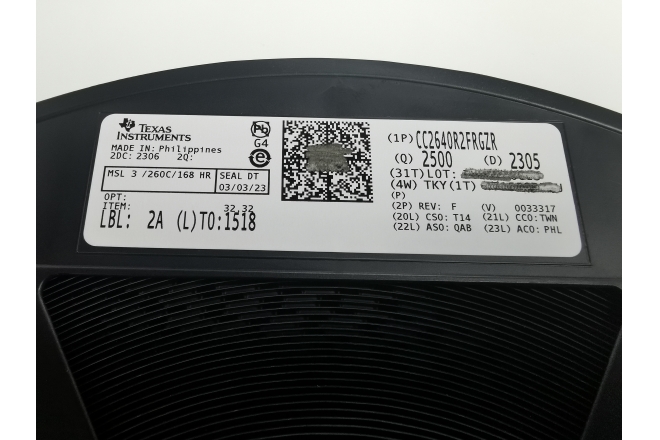 TEXAS INSTRUMENTS
MADE IN: Philippines
2DC: 2306 2Q:
Pb
G4
e
MSL 3 /260C/168 HR
SEAL DT
03/03/23
OPT:
ITEM:
32,32
LBL: 2A (L)TO:1518
(1P) CC2640R2FRGZR
(Q) 2500 (D) 2305
(31T)LOT:
(4W) TKY(1T)
(P)
(2P) REV: F (V) 0033317
(20L) CSO: T14 (21L) CCO:TWN
(22L) ASO: QAB (23L) ACO: PHL